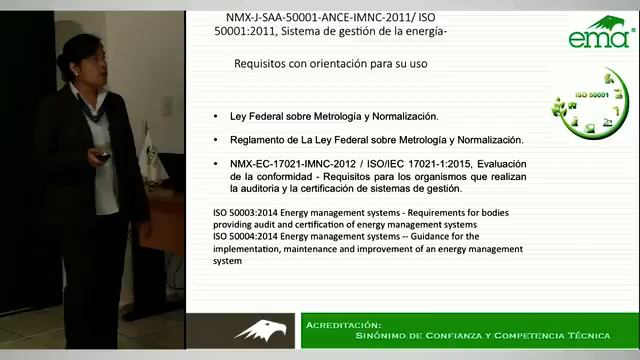 NMX-J-SAA-50001-ANCE-IMNC-2011/ ISO
50001:2011, Sistema de gestión de la energía-
Requisitos con orientación para su uso
ema
ISO 50001
• Ley Federal sobre Metrología y Normalización.
• Reglamento de La Ley Federal sobre Metrología y Normalización.
• NMX-EC-17021-IMNC-2012 / ISO/IEC 17021-1:2015, Evaluación
de la conformidad - Requisitos para los organismos que realizan
la auditoria y la certificación de sistemas de gestión.
ISO 50003:2014 Energy management systems - Requirements for bodies
providing audit and certification of energy management systems
ISO 50004:2014 Energy management systems -- Guidance for the
implementation, maintenance and improvement of an energy management
system
ACREDITACIÓN:
SINÓNIMO DE CONFIANZA Y COMPETENCIA TÉCNICA